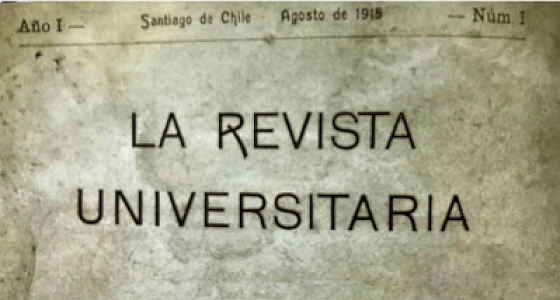 Año I — Santiago de Chile · Agosto de 1915 — Núm. I
LA REVISTA
UNIVERSITARIA